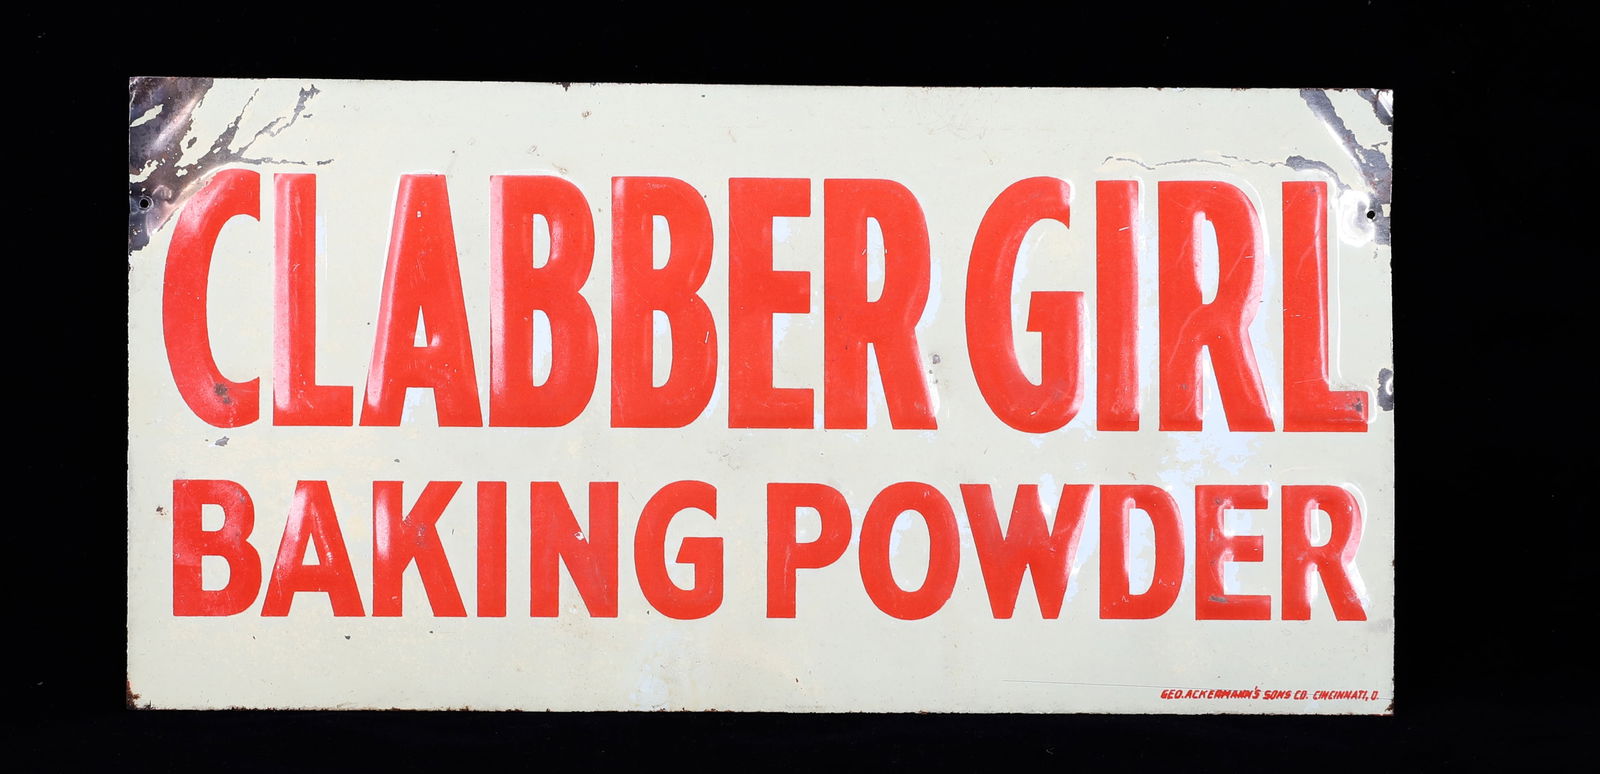 CLABBER GIRL
BAKING POWDER
GEO. ACKERMANN'S SONS CO. CINCINNATI, O.